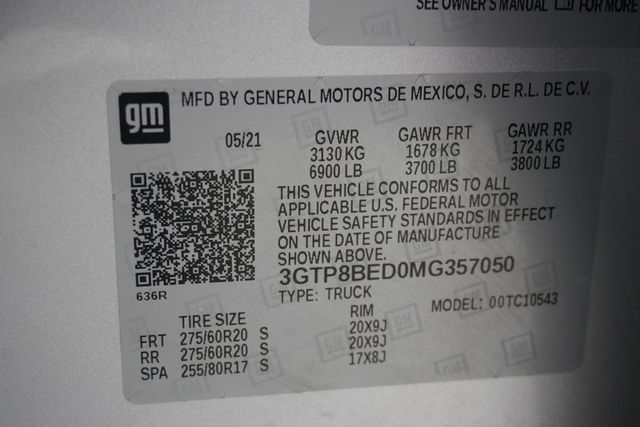 SEE OWNER'S MANUAL FOR MORE
gm
MFD BY GENERAL MOTORS DE MEXICO, S. DE R.L. DE C.V.
05/21 GVWR GAWR FRT GAWR RR
3130 KG 1678 KG 1724 KG
6900 LB 3700 LB 3800 LB
THIS VEHICLE CONFORMS TO ALL
APPLICABLE U.S. FEDERAL MOTOR
VEHICLE SAFETY STANDARDS IN EFFECT
ON THE DATE OF MANUFACTURE
SHOWN ABOVE.
3GTP8BED0MG357050
636R
TYPE: TRUCK MODEL: 00TC10543
TIRE SIZE RIM
FRT 275/60R20 S 20X9J
RR 275/60R20 S 20X9J
SPA 255/80R17 S 17X8J